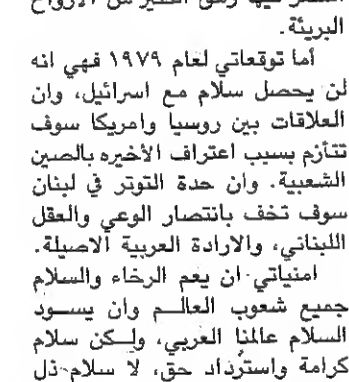 البريئة.
أما توقعاتي لعام ١٩٧٩ فهي انه
لن يحصل سلام مع اسرائيل، وان
العلاقات بين روسيا وامريكا سوف
تتأزم بسبب اعتراف الأخيره بالصين
الشعبية. وان حدة التوتر في لبنان
سوف تخف بانتصار الوعي والعقل
اللبناني، والارادة العربية الاصيلة.
امنياتي ان يعم الرخاء والسلام
جميع شعوب العالم وان يسود
السلام عالمنا العربي، ولكن سلام
كرامة واسترداد حق، لا سلام ذل